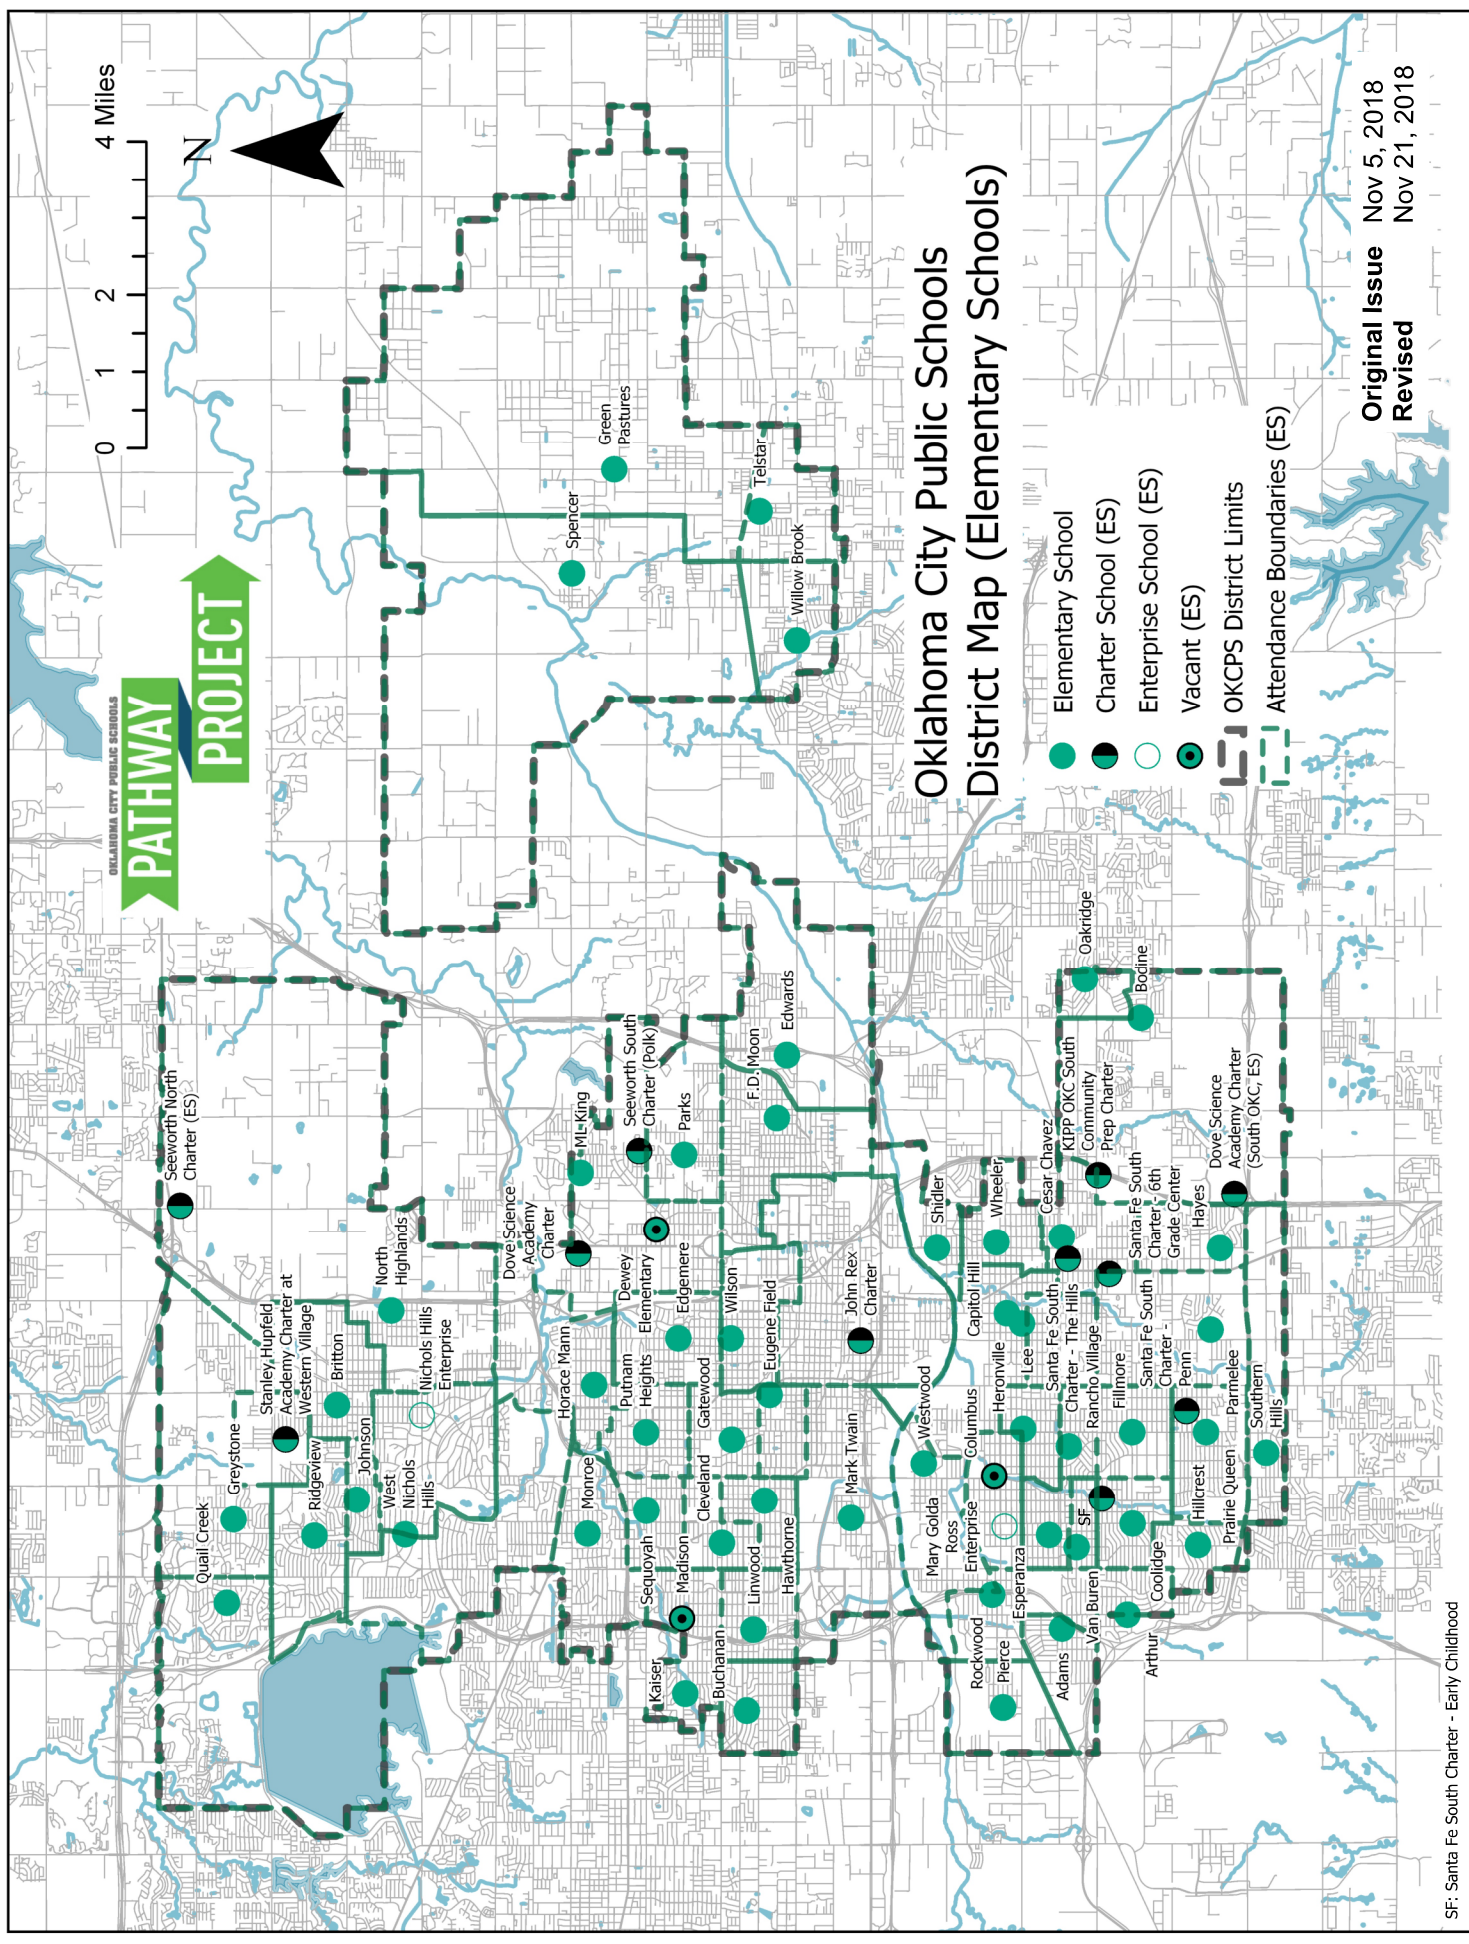 OKLAHOMA CITY PUBLIC SCHOOLS
PATHWAY
PROJECT
0 1 2 4 Miles
N
Seeworth North
Charter (ES)
Quail Creek
Greystone
Stanley Hupfeld
Academy Charter at
Western Village
Ridgeview
Britton
Johnson
North
Highlands
West
Nichols
Hills
Nichols Hills
Enterprise
Dove Science
Academy
Charter
ML King
Spencer
Green
Pastures
Horace Mann
Monroe
Seeworth South
Charter (Polk)
Dewey
Elementary
Putnam
Heights
Sequoyah
Parks
Edgemere
Madison
Kaiser
Wilson
Gatewood
Cleveland
Buchanan
Linwood
F.D. Moon
Edwards
Telstar
Willow Brook
Eugene Field
Hawthorne
John Rex
Charter
Mark Twain
Shidler
Westwood
Wheeler
Capitol Hill
Columbus
Mary Golda
Ross
Enterprise
Heronville
Lee
Cesar Chavez
Rockwood
Pierce
Esperanza
KIPP OKC South
Community
Prep Charter
Oakridge
Bodine
Santa Fe South
Charter - The Hills
Rancho Village
SF
Adams
Van Buren
Santa Fe South
Charter - 6th
Grade Center
Fillmore
Santa Fe South
Charter -
Penn
Coolidge
Arthur
Hayes
Dove Science
Academy Charter
(South OKC, ES)
Parmelee
Hillcrest
Prairie Queen
Southern
Hills
Oklahoma City Public Schools
District Map (Elementary Schools)
Elementary School
Charter School (ES)
Enterprise School (ES)
Vacant (ES)
OKCPS District Limits
Attendance Boundaries (ES)
Original Issue Nov 5, 2018
Revised Nov 21, 2018
SF: Santa Fe South Charter - Early Childhood